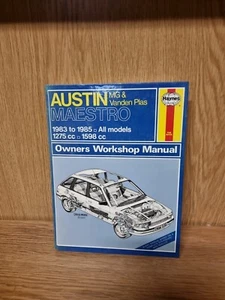 AUSTIN
MG &
Vanden Plas
MAESTRO
1983 to 1985 □ All models
1275 cc □ 1598 cc
Haynes
Owners Workshop Manual